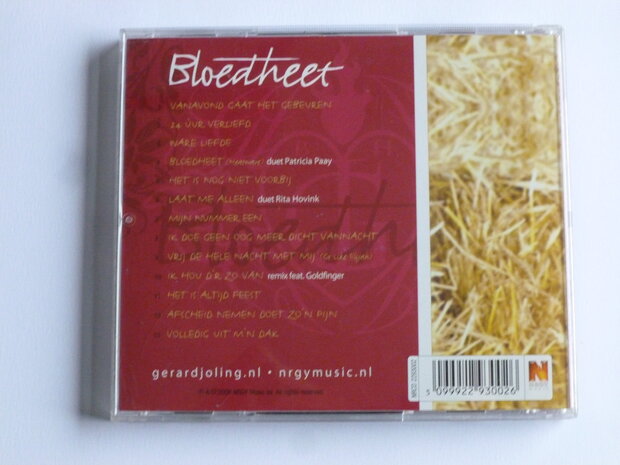 Bloedheet
VANAVOND GAAT HET GEBEUREN
24 UUR VERLIEFD
WARE LIEFDE
BLOEDHEET duet Patricia Paay
HET IS NOG NIET VOORBIJ
LAAT ME ALLEEN duet Rita Hovink
MIJN NUMMER EEN
IK DOE GEEN OOG MEER DICHT VANNACHT
VRIJ DE HELE NACHT MET MIJ
IK HOU D'R ZO VAN remix feat. Goldfinger
HET IS ALTIJD FEEST
AFSCHEID NEMEN DOET ZO'N PIJN
VOLLEDIG UIT M'N DAK
gerardjoling.nl • nrgymusic.nl
All rights reserved.
5 099922 930026
N